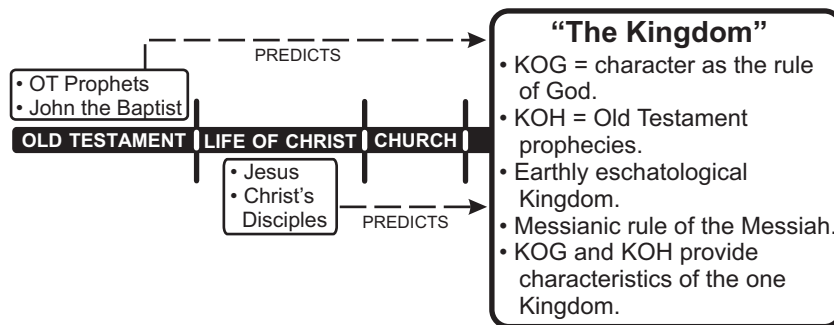 PREDICTS
• OT Prophets
• John the Baptist
OLD TESTAMENT LIFE OF CHRIST CHURCH
• Jesus
• Christ's
Disciples
PREDICTS
“The Kingdom”
• KOG = character as the rule
of God.
• KOH = Old Testament
prophecies.
• Earthly eschatological
Kingdom.
• Messianic rule of the Messiah.
• KOG and KOH provide
characteristics of the one
Kingdom.